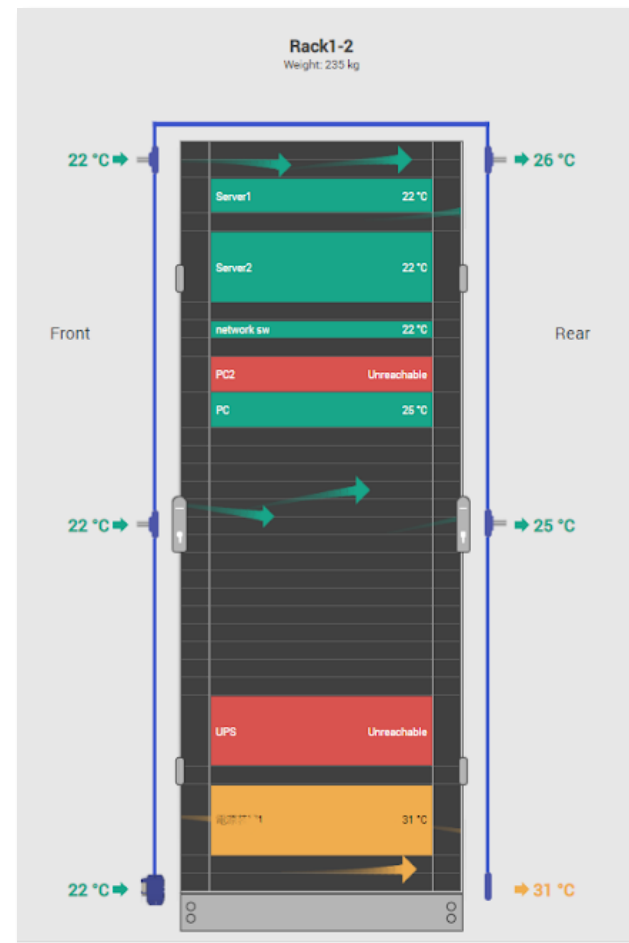 Rack1-2
Weight: 235 kg
22 °C 26 °C
Server1 22 °C
Server2 22 °C
Front
network sw 22 °C
Rear
PC2 Unreachable
PC 25 °C
22 °C 25 °C
UPS Unreachable
31 °C
22 °C 31 °C